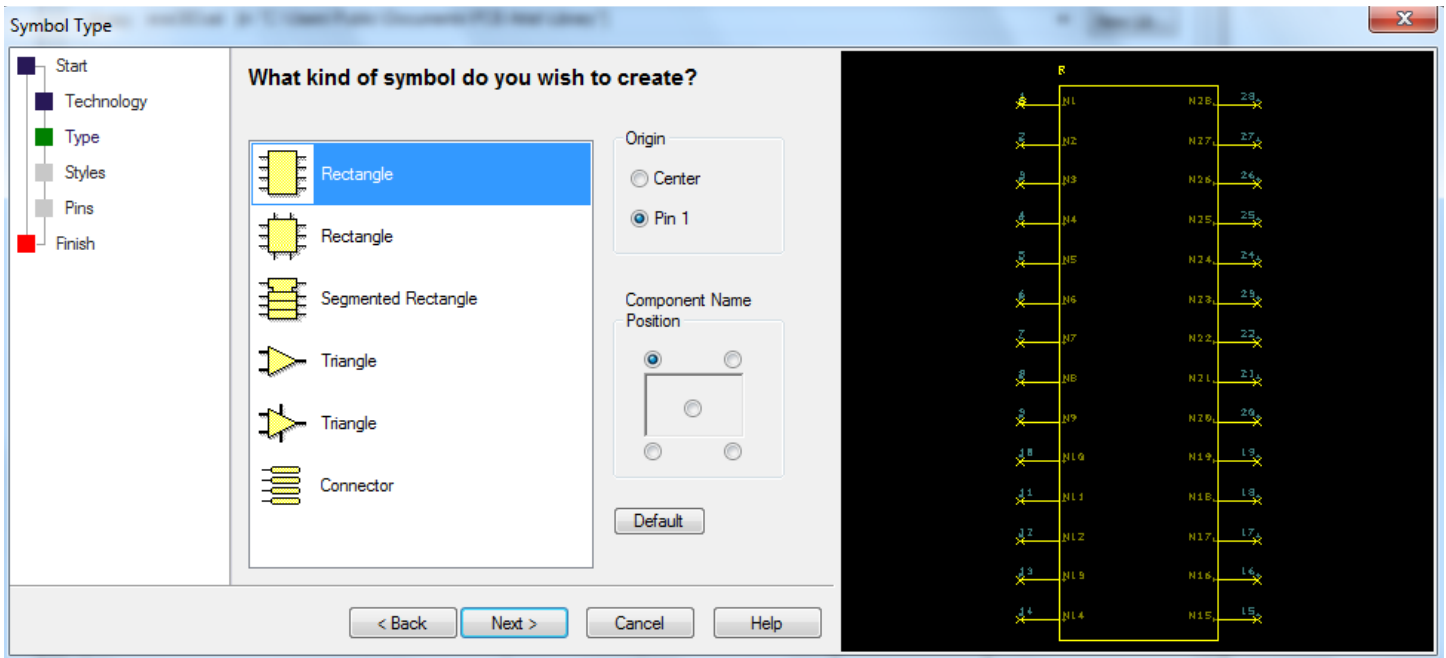 Symbol Type
Start
Technology
Type
Styles
Pins
Finish
What kind of symbol do you wish to create?
Rectangle
Rectangle
Segmented Rectangle
Triangle
Triangle
Connector
Origin
Center
Pin 1
Component Name
Position
Default
< Back
Next >
Cancel
Help
R
N1 N28 28
2 N2 N27 27
3 N3 N26 26
4 N4 N25 25
5 N5 N24 24
6 N6 N23 23
7 N7 N22 22
8 N8 N21 21
9 N9 N20 20
10 N10 N19 19
11 N11 N18 18
12 N12 N17 17
13 N13 N16 16
14 N14 N15 15